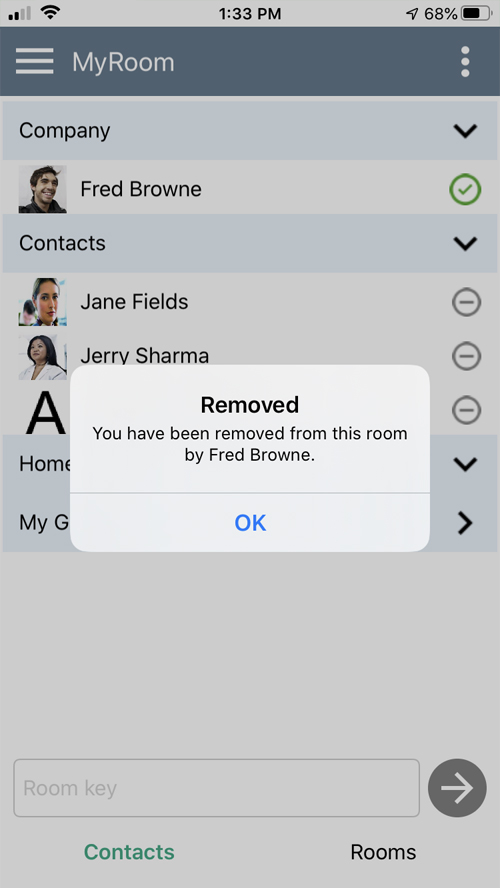 1:33 PM
68%
MyRoom
Company
Fred Browne
Contacts
Jane Fields
Jerry Sharma
A
Removed
You have been removed from this room
by Fred Browne.
Home
My G
OK
Room key
Contacts
Rooms